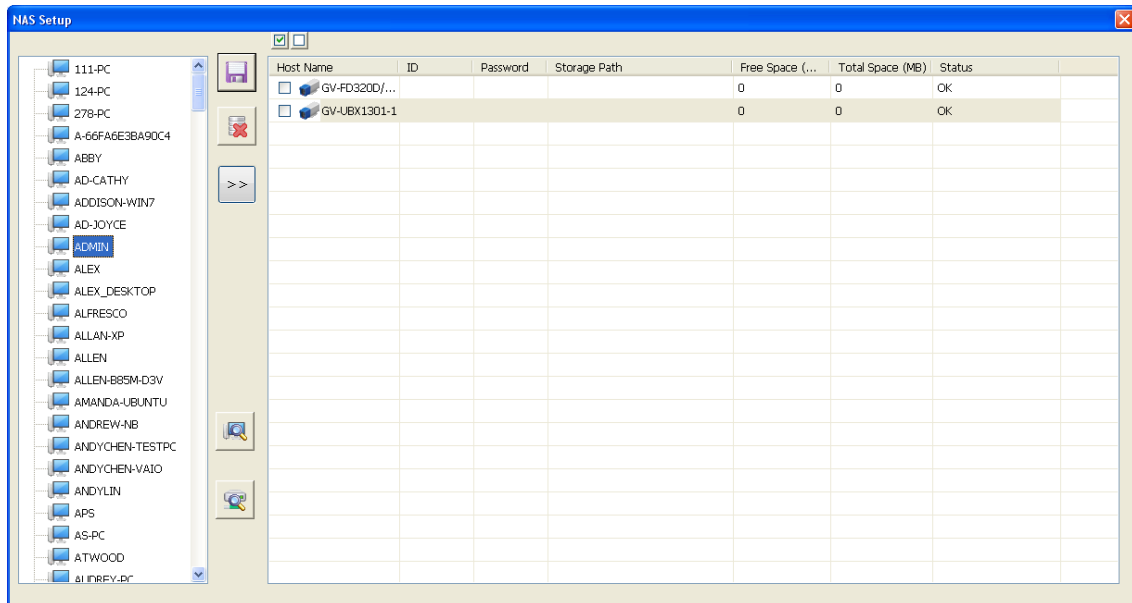 NAS Setup
111-PC
124-PC
278-PC
A-66FA6E3BA90C4
ABBY
AD-CATHY
ADDISON-WIN7
AD-JOYCE
ADMIN
ALEX
ALEX_DESKTOP
ALFRESCO
ALLAN-XP
ALLEN
ALLEN-B85M-D3V
AMANDA-UBUNTU
ANDREW-NB
ANDYCHEN-TESTPC
ANDYCHEN-VAIO
ANDYLIN
APS
AS-PC
ATWOOD
AUDREY-PC
>>
Host Name ID Password Storage Path Free Space (... Total Space (MB) Status
GV-FD320D/... 0 0 OK
GV-UBX1301-1 0 0 OK